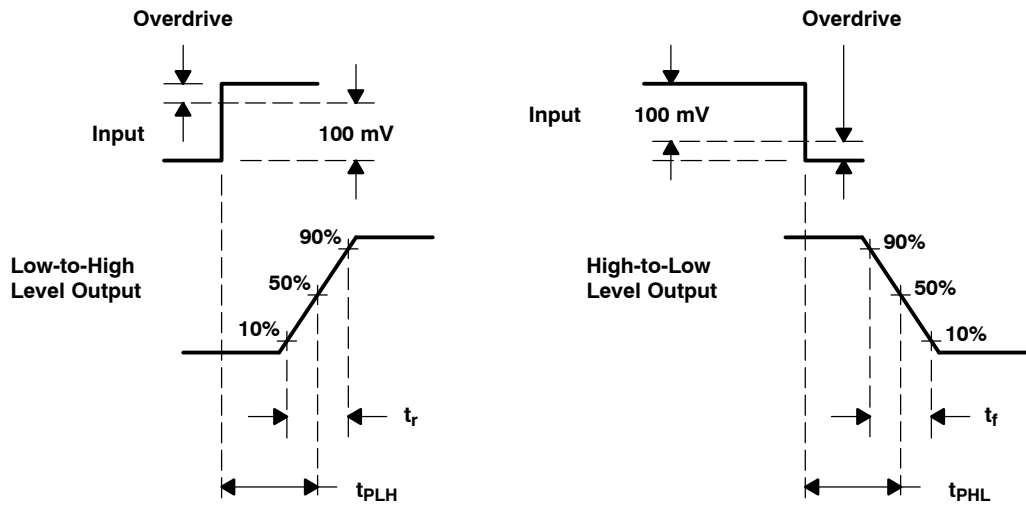 Overdrive
Input
100 mV
Low-to-High
Level Output
90%
50%
10%
tr
tPLH
Overdrive
Input
100 mV
High-to-Low
Level Output
90%
50%
10%
tf
tPHL